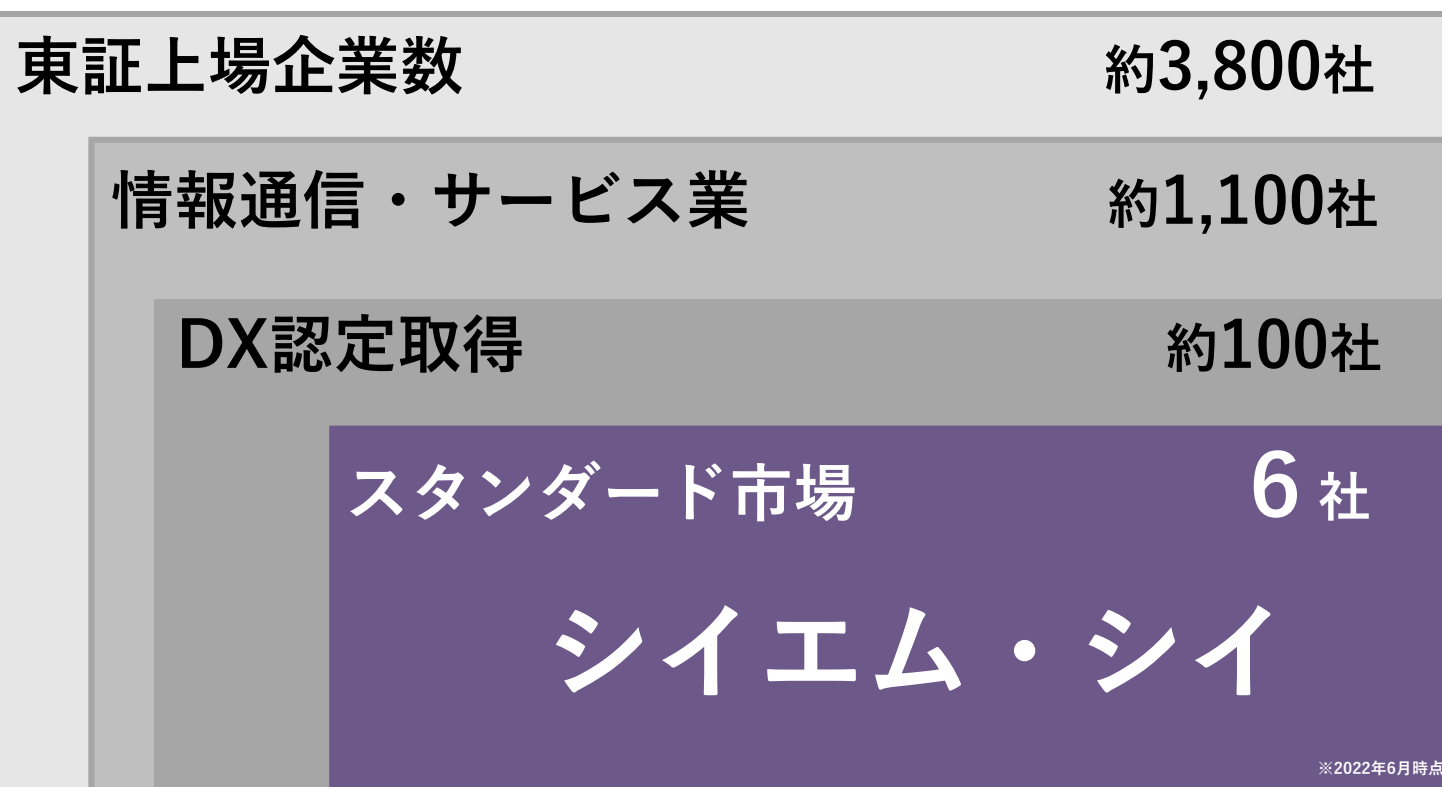 東証上場企業数 約3,800社
情報通信・サービス業 約1,100社
DX認定取得 約100社
スタンダード市場 6 社
シイエム・シイ
※2022年6月時点